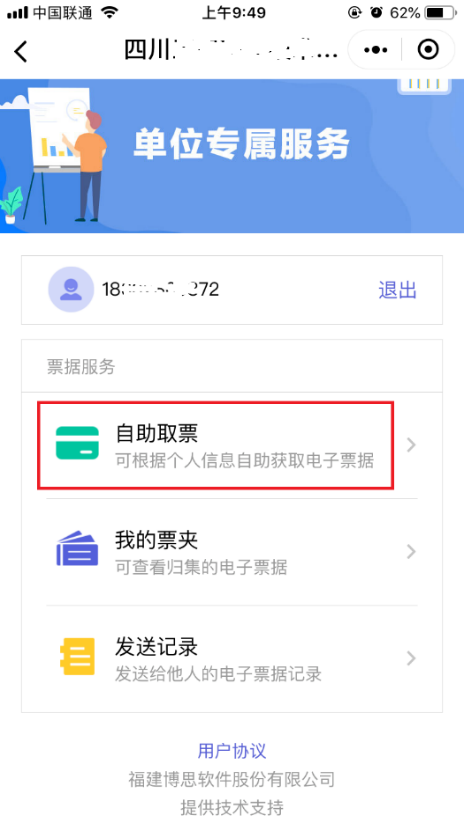 中国联通
上午9:49
62%
四川
...
单位专属服务
退出
票据服务
自助取票
可根据个人信息自助获取电子票据
我的票夹
可查看归集的电子票据
发送记录
发送给他人的电子票据记录
用户协议
福建博思软件股份有限公司
提供技术支持